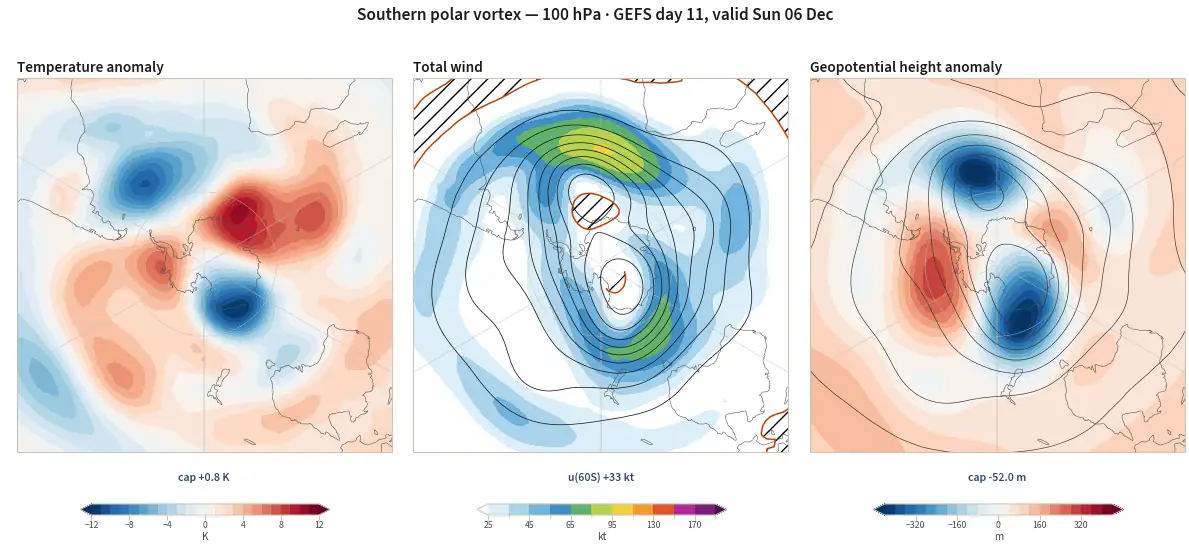 Southern polar vortex — 100 hPa · GEFS day 11, valid Sun 06 Dec
Temperature anomaly
Total wind
Geopotential height anomaly
cap +0.8 K
u(60S) +33 kt
cap -52.0 m
−12 −8 −4 0 4 8 12
K
25 45 65 95 130 170
kt
−320 −160 0 160 320
m